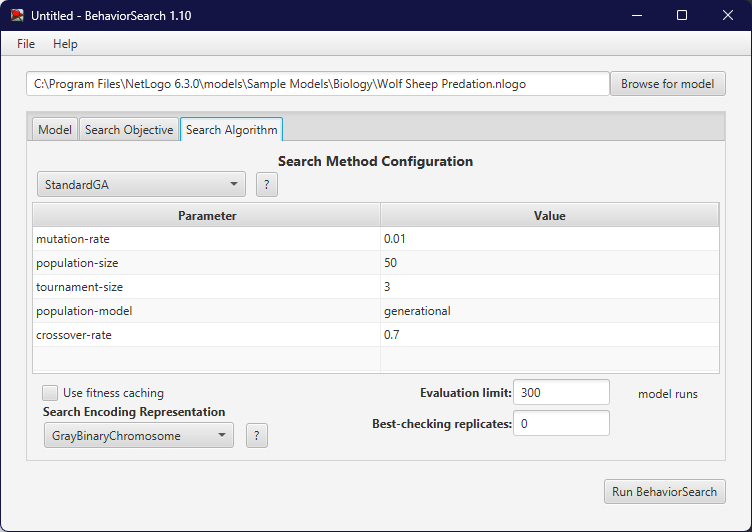 Untitled - BehaviorSearch 1.10
File Help
C:\Program Files\NetLogo 6.3.0\models\Sample Models\Biology\Wolf Sheep Predation.nlogo Browse for model
Model Search Objective Search Algorithm
Search Method Configuration
StandardGA ?
Parameter Value
mutation-rate 0.01
population-size 50
tournament-size 3
population-model generational
crossover-rate 0.7
Use fitness caching Evaluation limit: 300 model runs
Search Encoding Representation
Best-checking replicates: 0
GrayBinaryChromosome ?
Run BehaviorSearch